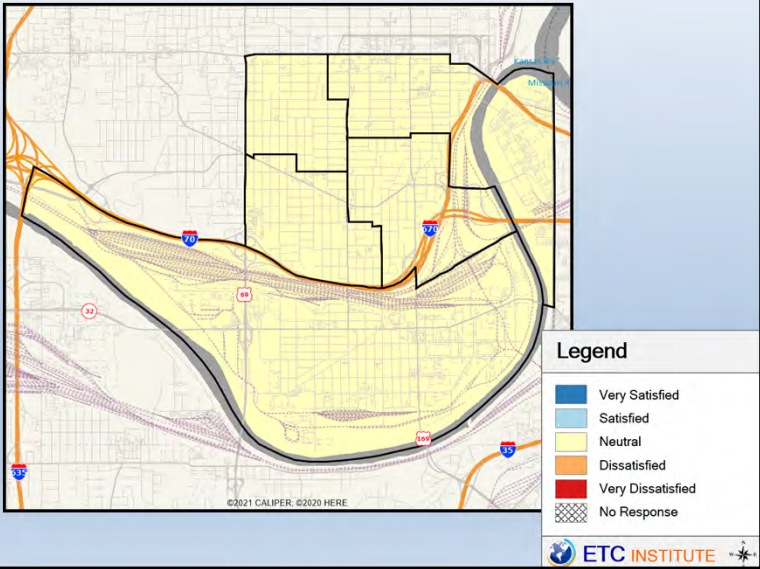 Kansas
Missouri
70
670
69
32
169
635
35
©2021 CALIPER; ©2020 HERE
Legend
Very Satisfied
Satisfied
Neutral
Dissatisfied
Very Dissatisfied
No Response
ETC INSTITUTE